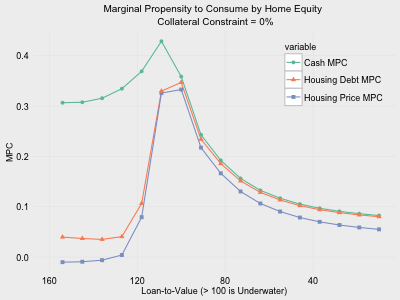 Marginal Propensity to Consume by Home Equity
Collateral Constraint = 0%
variable
Cash MPC
Housing Debt MPC
Housing Price MPC
MPC
0.4
0.3
0.2
0.1
0.0
160 120 80 40
Loan-to-Value (> 100 is Underwater)